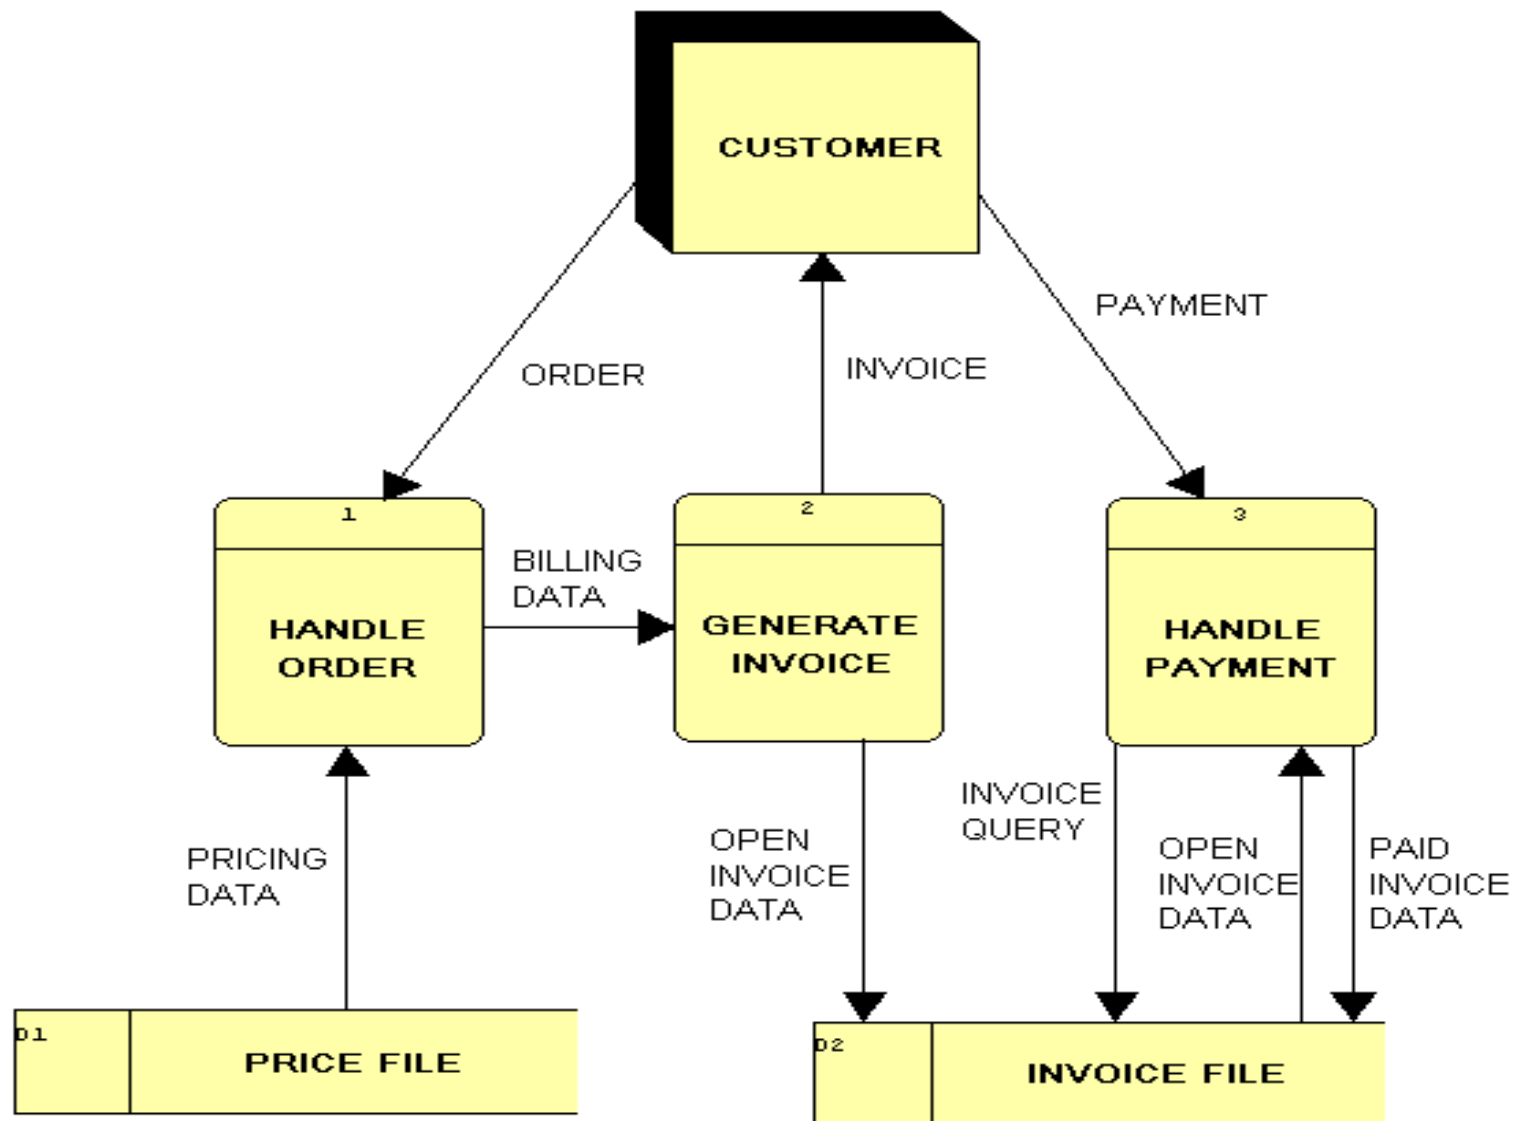 CUSTOMER
PAYMENT
INVOICE
ORDER
1
2
3
BILLING
DATA
HANDLE
ORDER
GENERATE
INVOICE
HANDLE
PAYMENT
INVOICE
QUERY
PRICING
DATA
OPEN
INVOICE
DATA
OPEN
INVOICE
DATA
PAID
INVOICE
DATA
D1
PRICE FILE
D2
INVOICE FILE